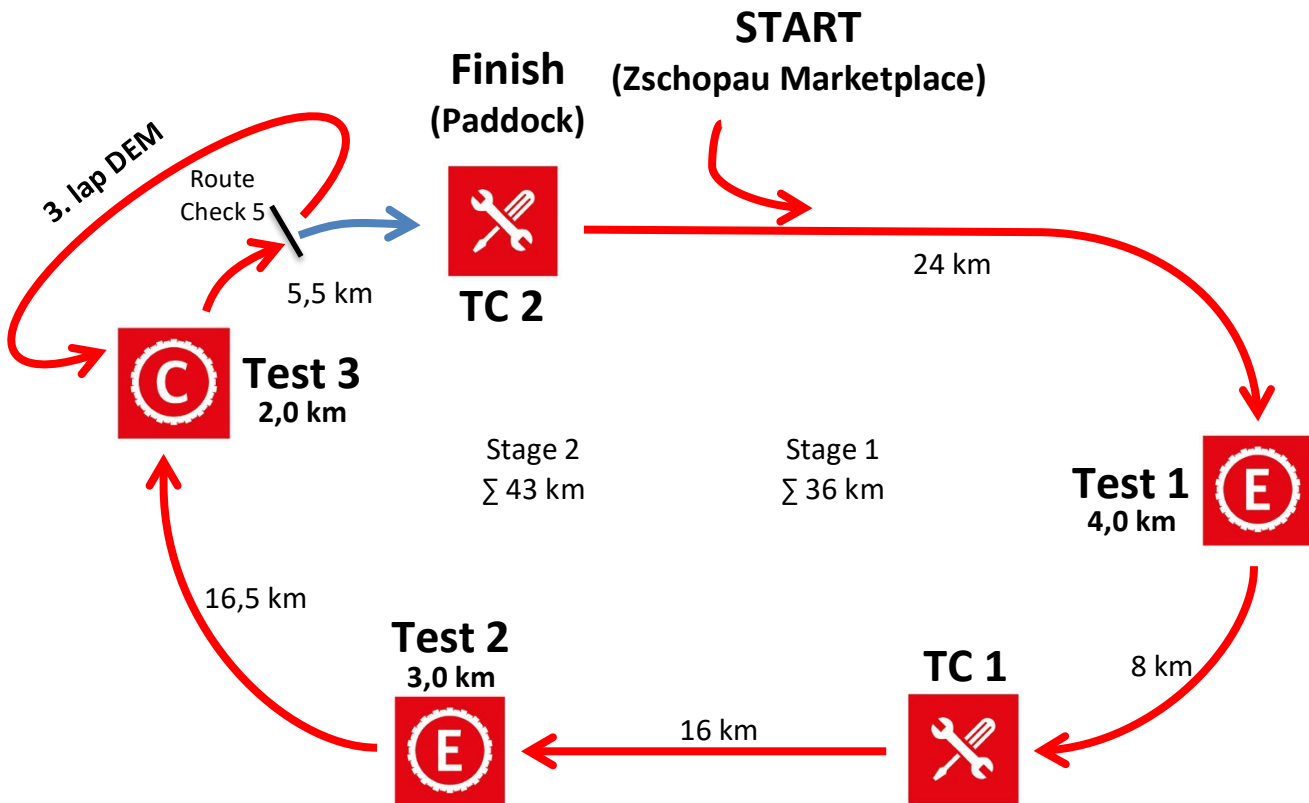 START
(Zschopau Marketplace)
Finish
(Paddock)
3. lap DEM
Route
Check 5
5,5 km
TC 2
24 km
C
Test 3
2,0 km
Stage 2
∑ 43 km
Stage 1
∑ 36 km
Test 1
4,0 km
E
16,5 km
Test 2
3,0 km
E
16 km
TC 1
8 km